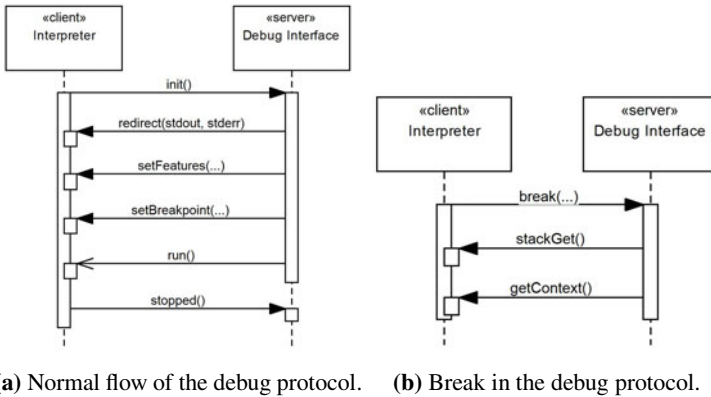 «client»
Interpreter
«server»
Debug Interface
init()
redirect(stdout, stderr)
setFeatures(...)
setBreakpoint(...)
run()
stopped()
«client»
Interpreter
«server»
Debug Interface
break(...)
stackGet()
getContext()
(a) Normal flow of the debug protocol.
(b) Break in the debug protocol.